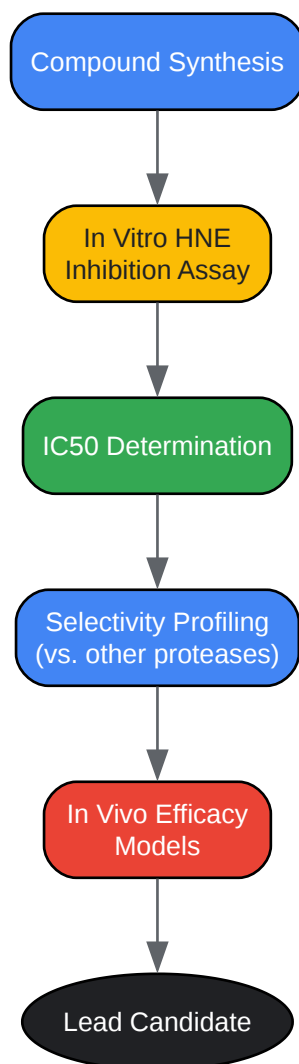 Compound Synthesis
In Vitro HNE
Inhibition Assay
IC50 Determination
Selectivity Profiling
(vs. other proteases)
In Vivo Efficacy
Models
Lead Candidate